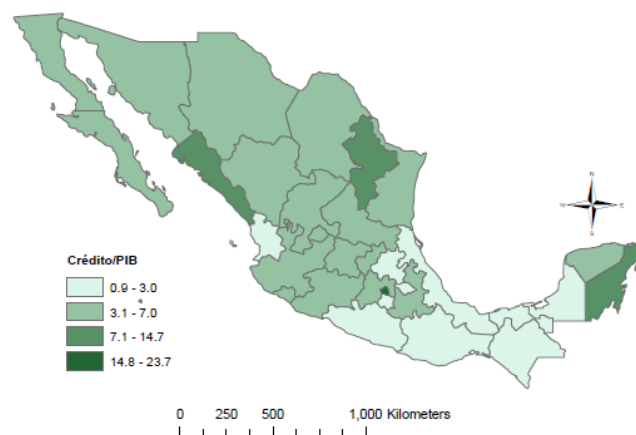 N
W E
S
Crédito/PIB
0.9 - 3.0
3.1 - 7.0
7.1 - 14.7
14.8 - 23.7
0 250 500 1,000 Kilometers